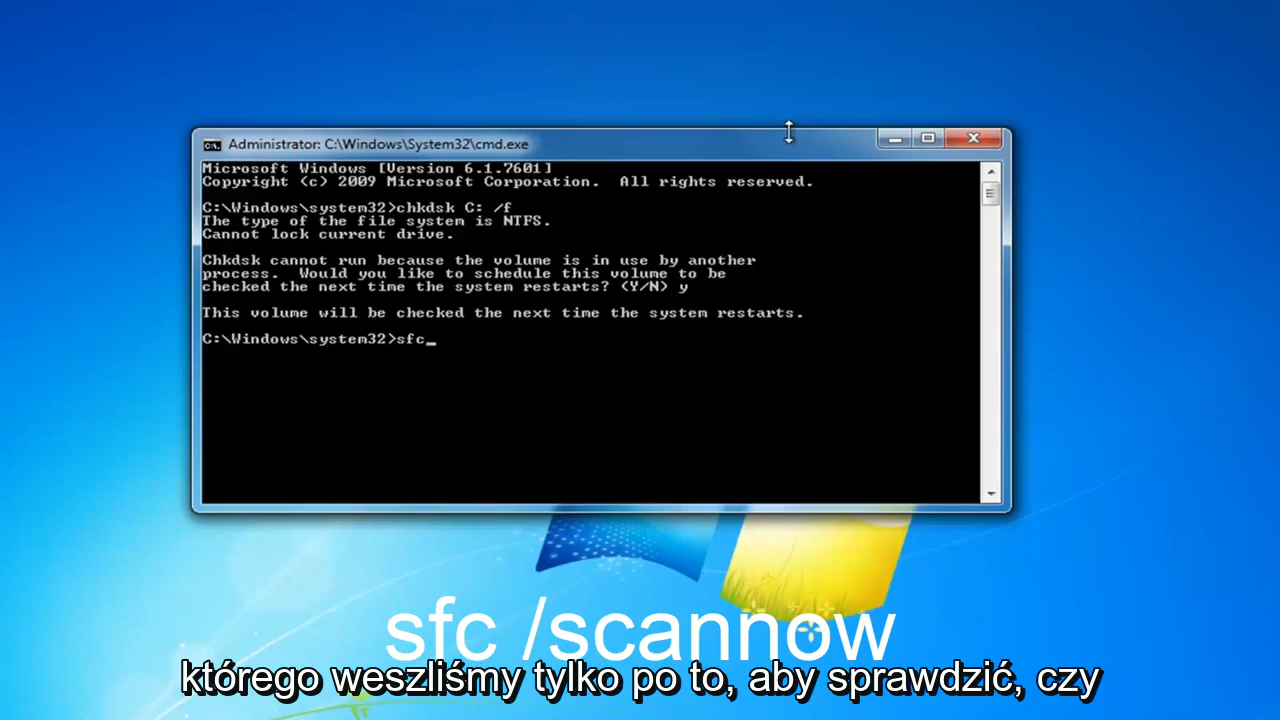 Administrator: C:\Windows\System32\cmd.exe
Microsoft Windows [Version 6.1.7601]
Copyright (c) 2009 Microsoft Corporation.  All rights reserved.
C:\Windows\system32>chkdsk C: /f
The type of the file system is NTFS.
Cannot lock current drive.
Chkdsk cannot run because the volume is in use by another
process.  Would you like to schedule this volume to be
checked the next time the system restarts? (Y/N) y
This volume will be checked the next time the system restarts.
C:\Windows\system32>sfc_
sfc /scannow
którego weszliśmy tylko po to, aby sprawdzić, czy